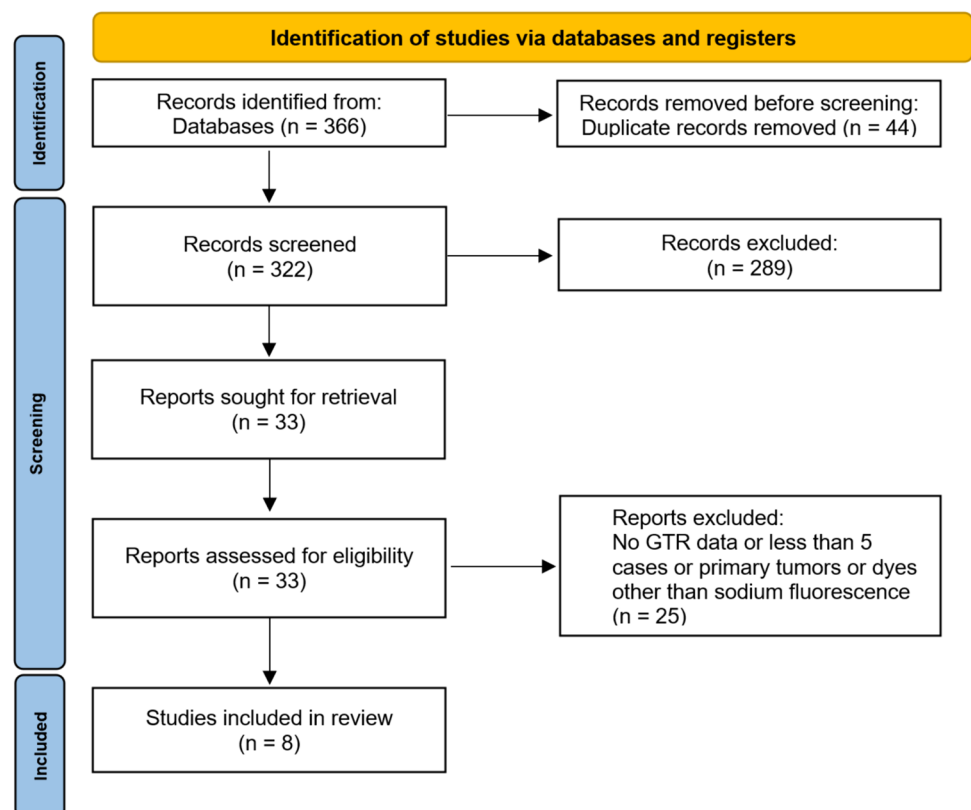 Identification of studies via databases and registers
Identification
Records identified from:
Databases (n = 366)
Records removed before screening:
Duplicate records removed (n = 44)
Screening
Records screened
(n = 322)
Records excluded:
(n = 289)
Reports sought for retrieval
(n = 33)
Reports assessed for eligibility
(n = 33)
Reports excluded:
No GTR data or less than 5
cases or primary tumors or dyes
other than sodium fluorescence
(n = 25)
Included
Studies included in review
(n = 8)